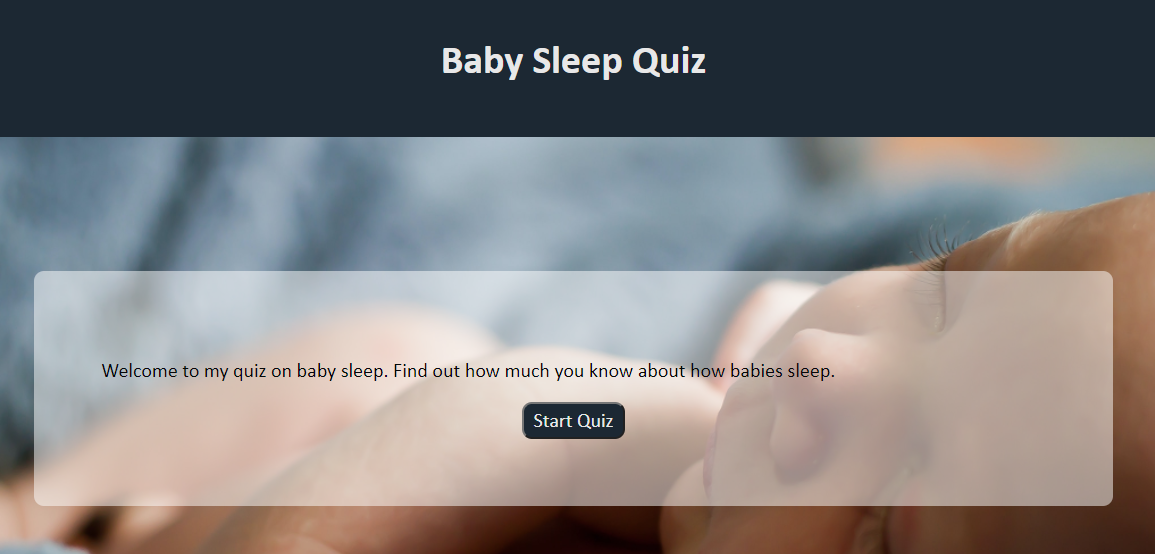 Baby Sleep Quiz
Welcome to my quiz on baby sleep. Find out how much you know about how babies sleep.
Start Quiz